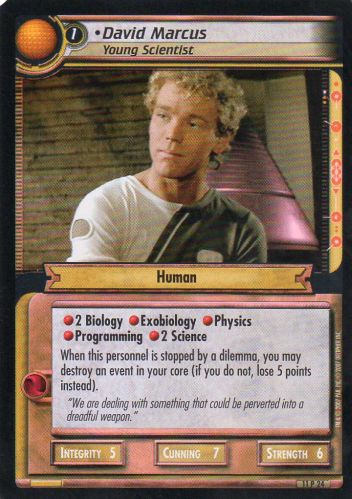 1 •David Marcus
Young Scientist
Human
2 Biology Exobiology Physics
Programming 2 Science
When this personnel is stopped by a dilemma, you may
destroy an event in your core (if you do not, lose 5 points
instead).
"We are dealing with something that could be perverted into a
dreadful weapon."
INTEGRITY 5 CUNNING 7 STRENGTH 6
11 P 24